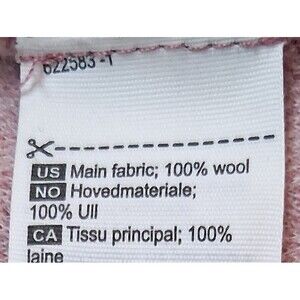 622583-1
US Main fabric; 100% wool
NO Hovedmateriale;
100% Ull
CA Tissu principal; 100%
laine